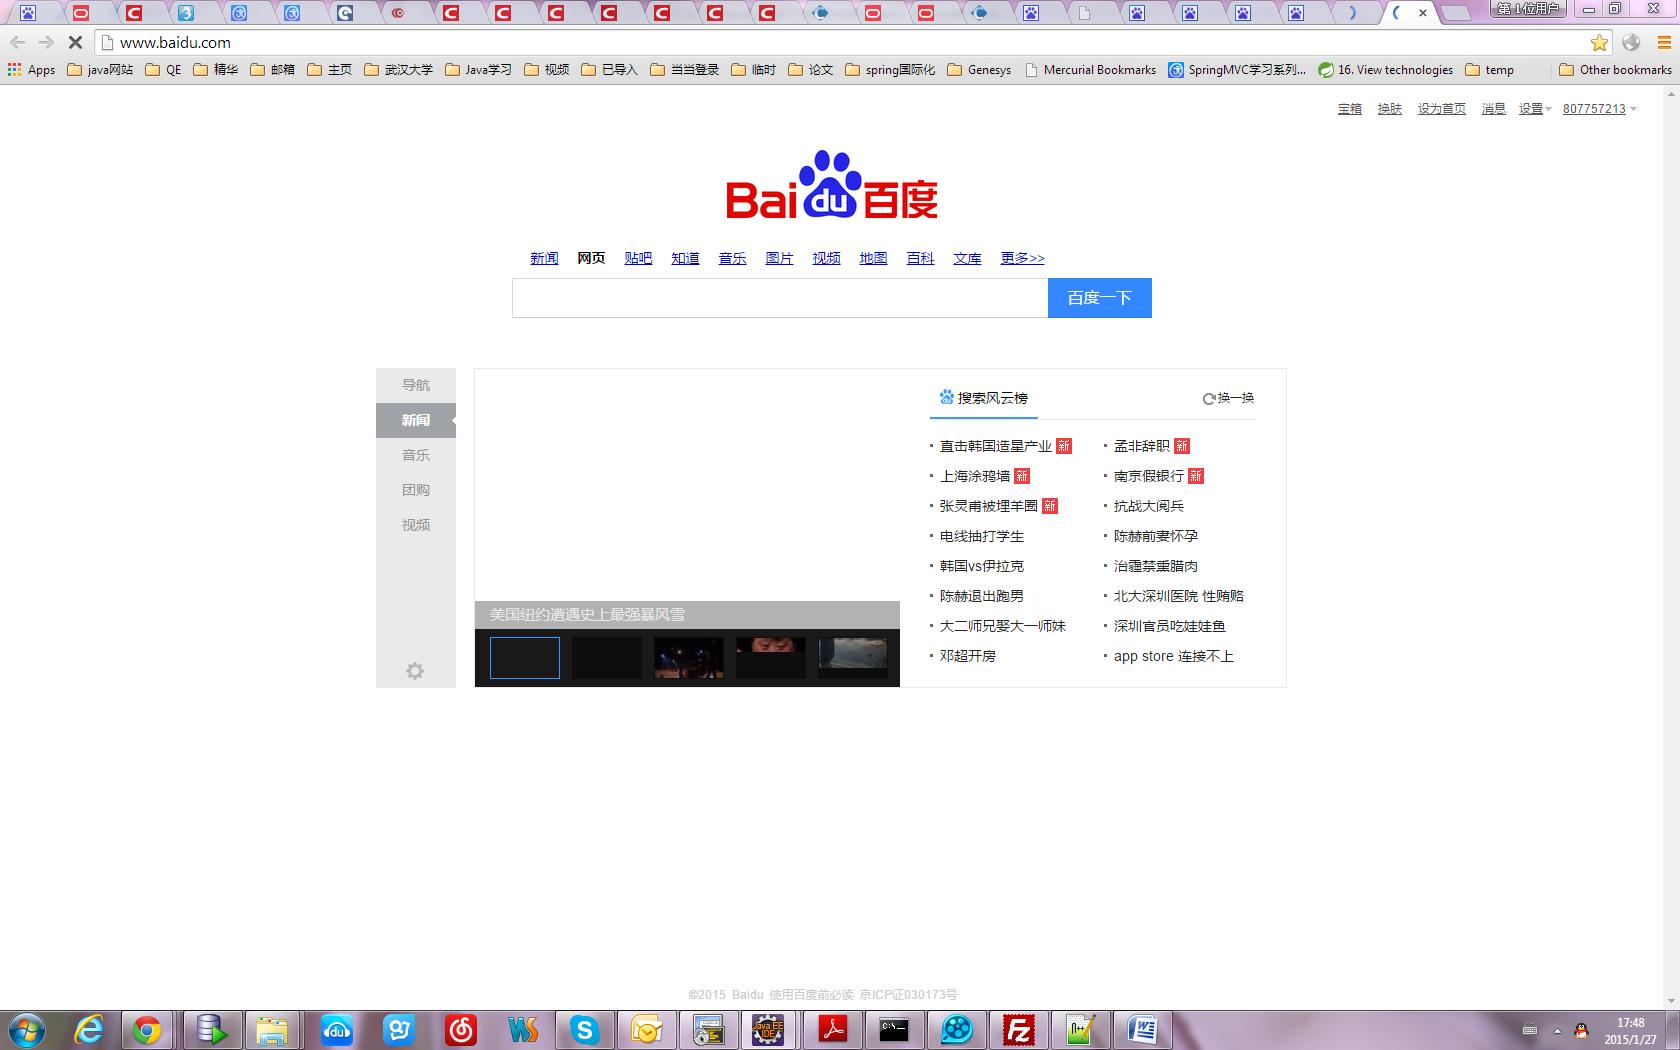 第 1位用户
www.baidu.com
Apps java网站 QE 精华 邮箱 主页 武汉大学 Java学习 视频 已导入 当当登录 临时 论文 spring国际化 Genesys Mercurial Bookmarks SpringMVC学习系列... 16. View technologies temp Other bookmarks
宝箱 换肤 设为首页 消息 设置 807757213
Bai du 百度
新闻 网页 贴吧 知道 音乐 图片 视频 地图 百科 文库 更多>>
百度一下
导航
新闻
音乐
团购
视频
美国纽约遭遇史上最强暴风雪
搜索风云榜 换一换
直击韩国造星产业 新 孟非辞职 新
上海涂鸦墙 新 南京假银行 新
张灵甫被埋羊圈 新 抗战大阅兵
电线抽打学生 陈赫前妻怀孕
韩国vs伊拉克 治霾禁熏腊肉
陈赫退出跑男 北大深圳医院 性贿赂
大二师兄娶大一师妹 深圳官员吃娃娃鱼
邓超开房 app store 连接不上
©2015 Baidu 使用百度前必读 京ICP证030173号
17:48
2015/1/27